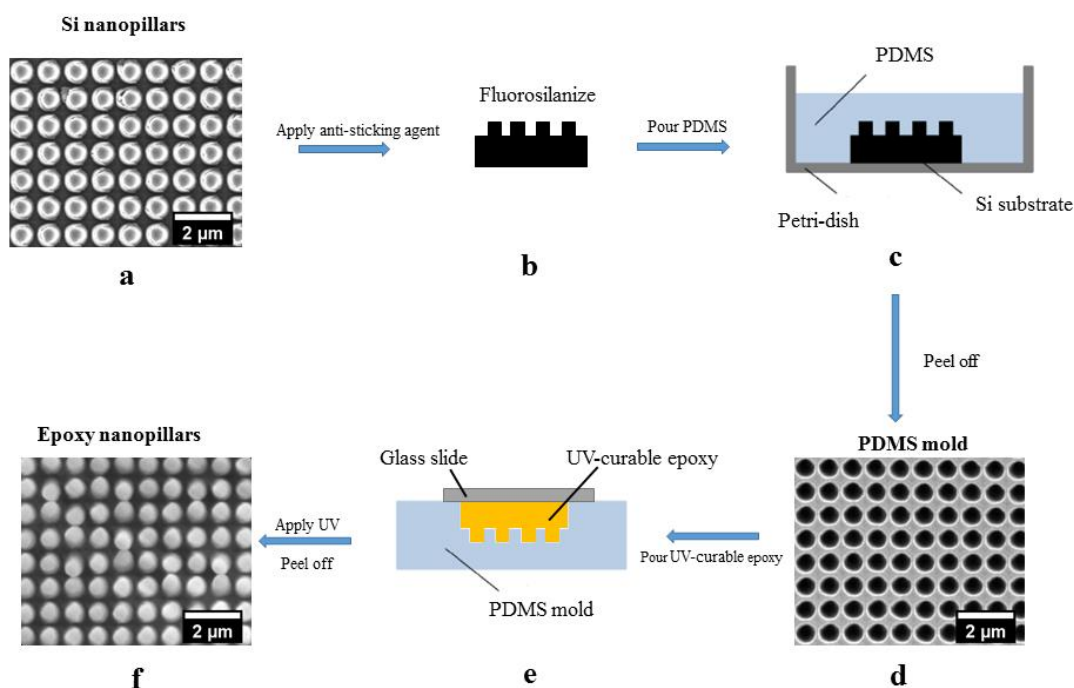 Si nanopillars
2 µm
a
Apply anti-sticking agent
Fluorosilanize
b
Pour PDMS
PDMS
Si substrate
Petri-dish
c
Peel off
PDMS mold
2 µm
d
Pour UV-curable epoxy
Glass slide
UV-curable epoxy
PDMS mold
e
Apply UV
Peel off
Epoxy nanopillars
2 µm
f